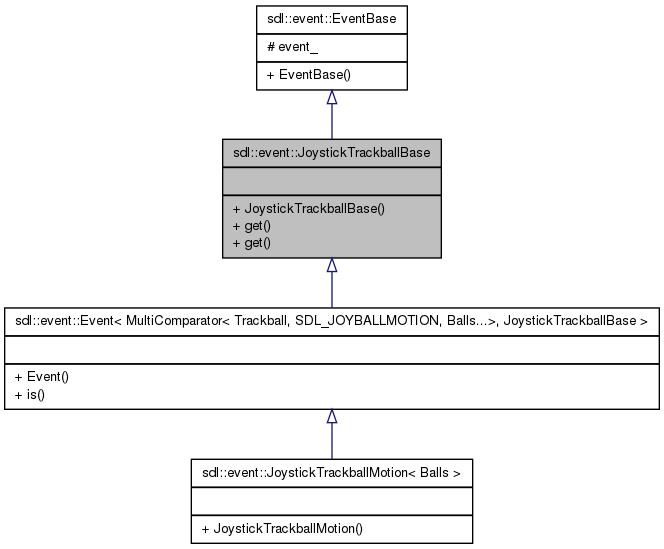 sdl::event::EventBase
# event_
+ EventBase()
sdl::event::JoystickTrackballBase
+ JoystickTrackballBase()
+ get()
+ get()
sdl::event::Event< MultiComparator< Trackball, SDL_JOYBALLMOTION, Balls...>, JoystickTrackballBase >
+ Event()
+ is()
sdl::event::JoystickTrackballMotion< Balls >
+ JoystickTrackballMotion()